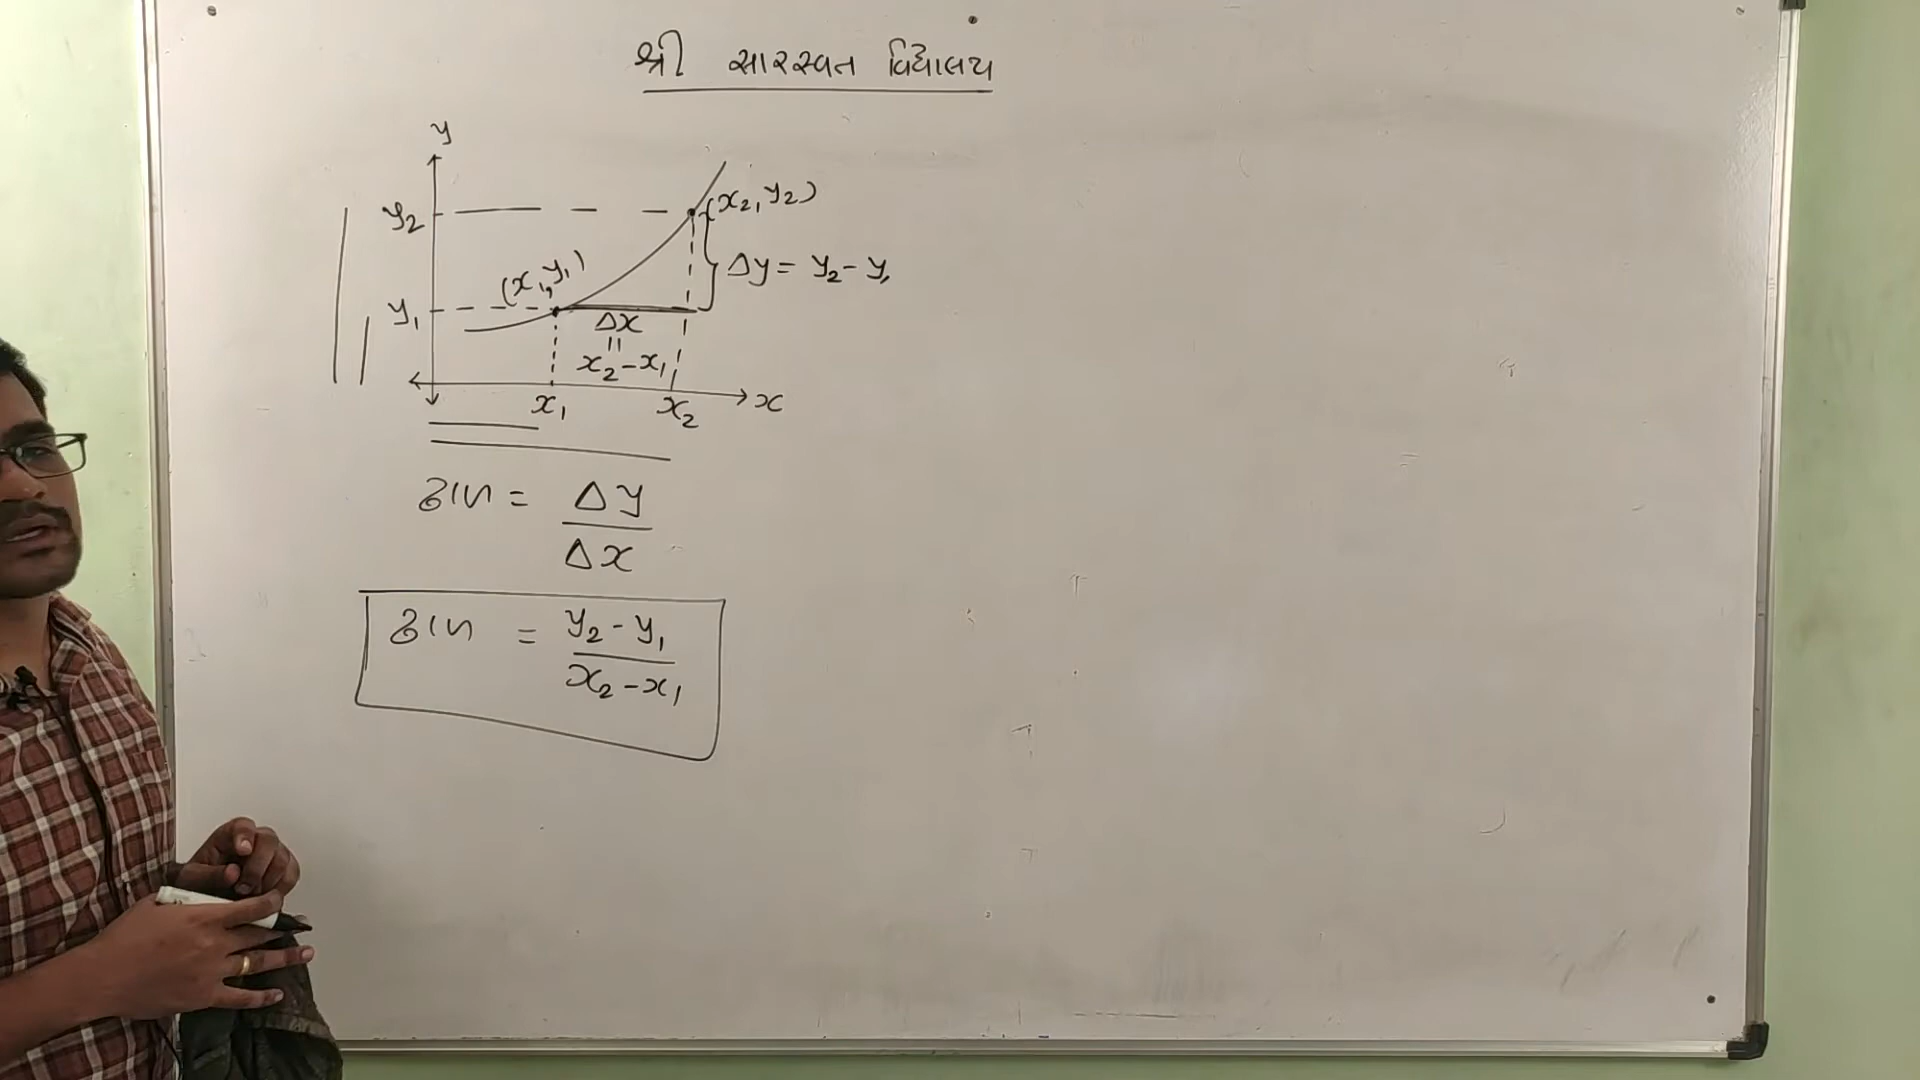 શ્રી સારસ્વત વિદ્યાલય
y
y₂
(x₂, y₂)
(x₁, y₁)
Δy = y₂ - y₁
y₁
Δx
=
x₂ - x₁
x₁
x₂
x
ઢાળ = Δy / Δx
ઢાળ = y₂ - y₁ / x₂ - x₁